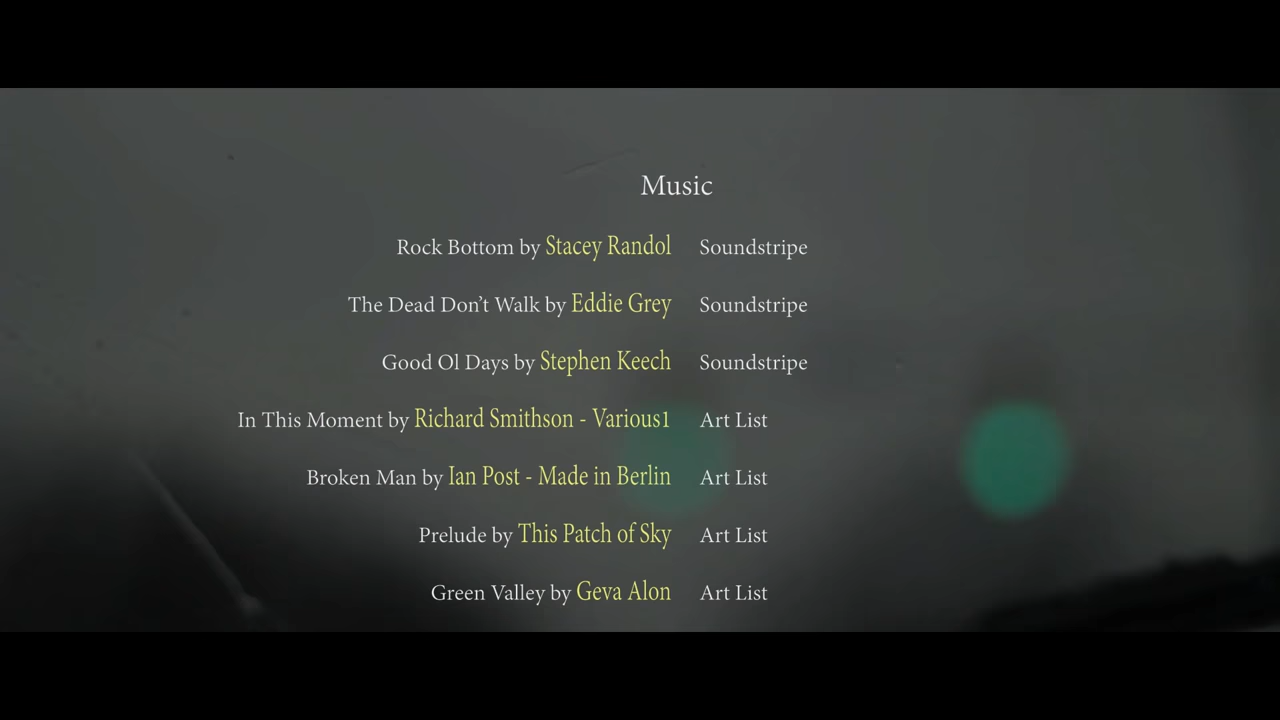 Music
Rock Bottom by Stacey Randol Soundstripe
The Dead Don’t Walk by Eddie Grey Soundstripe
Good Ol Days by Stephen Keech Soundstripe
In This Moment by Richard Smithson - Various1 Art List
Broken Man by Ian Post - Made in Berlin Art List
Prelude by This Patch of Sky Art List
Green Valley by Geva Alon Art List